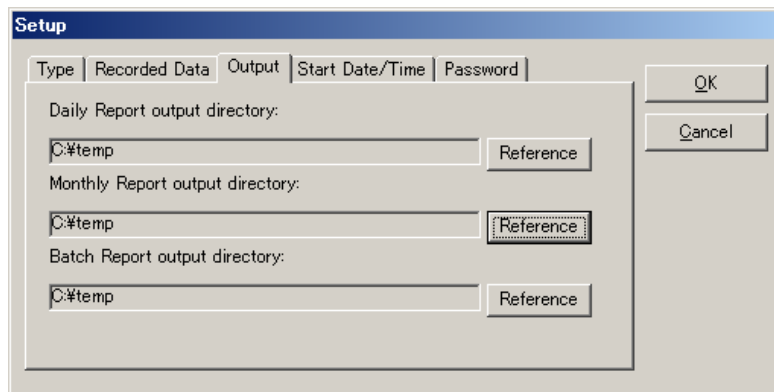 Setup
Type Recorded Data Output Start Date/Time Password
OK
Cancel
Daily Report output directory:
C:¥temp
Reference
Monthly Report output directory:
C:¥temp
Reference
Batch Report output directory:
C:¥temp
Reference